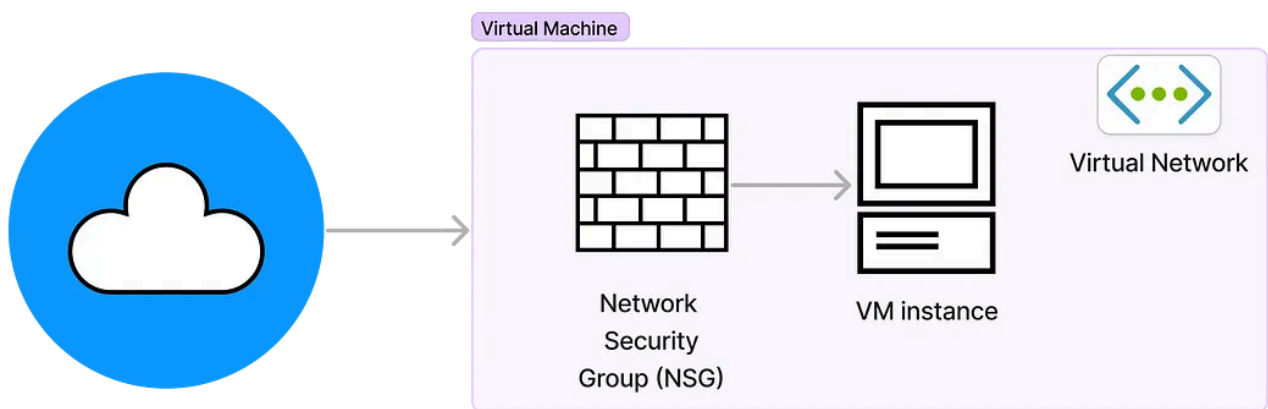 Virtual Machine
Virtual Network
Network
Security
Group (NSG)
VM instance